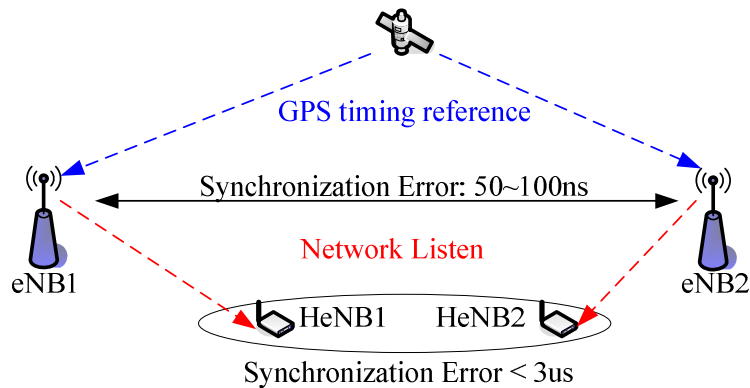 GPS timing reference
Synchronization Error: 50~100ns
eNB1
Network Listen
eNB2
HeNB1
HeNB2
Synchronization Error < 3us